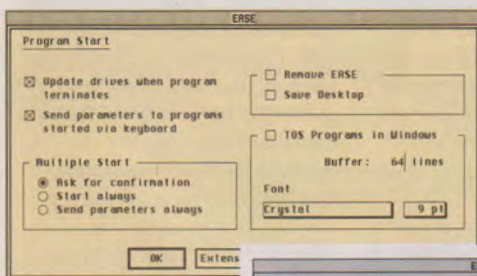 EASE
Program Start
Update drives when program
terminates
Send parameters to programs
started via keyboard
Multiple Start
Ask for confirmation
Start always
Send parameters always
Remove EASE
Save Desktop
TOS Programs in Windows
Buffer: 64 lines
Font
Crystal 9 pt
OK Extens
E